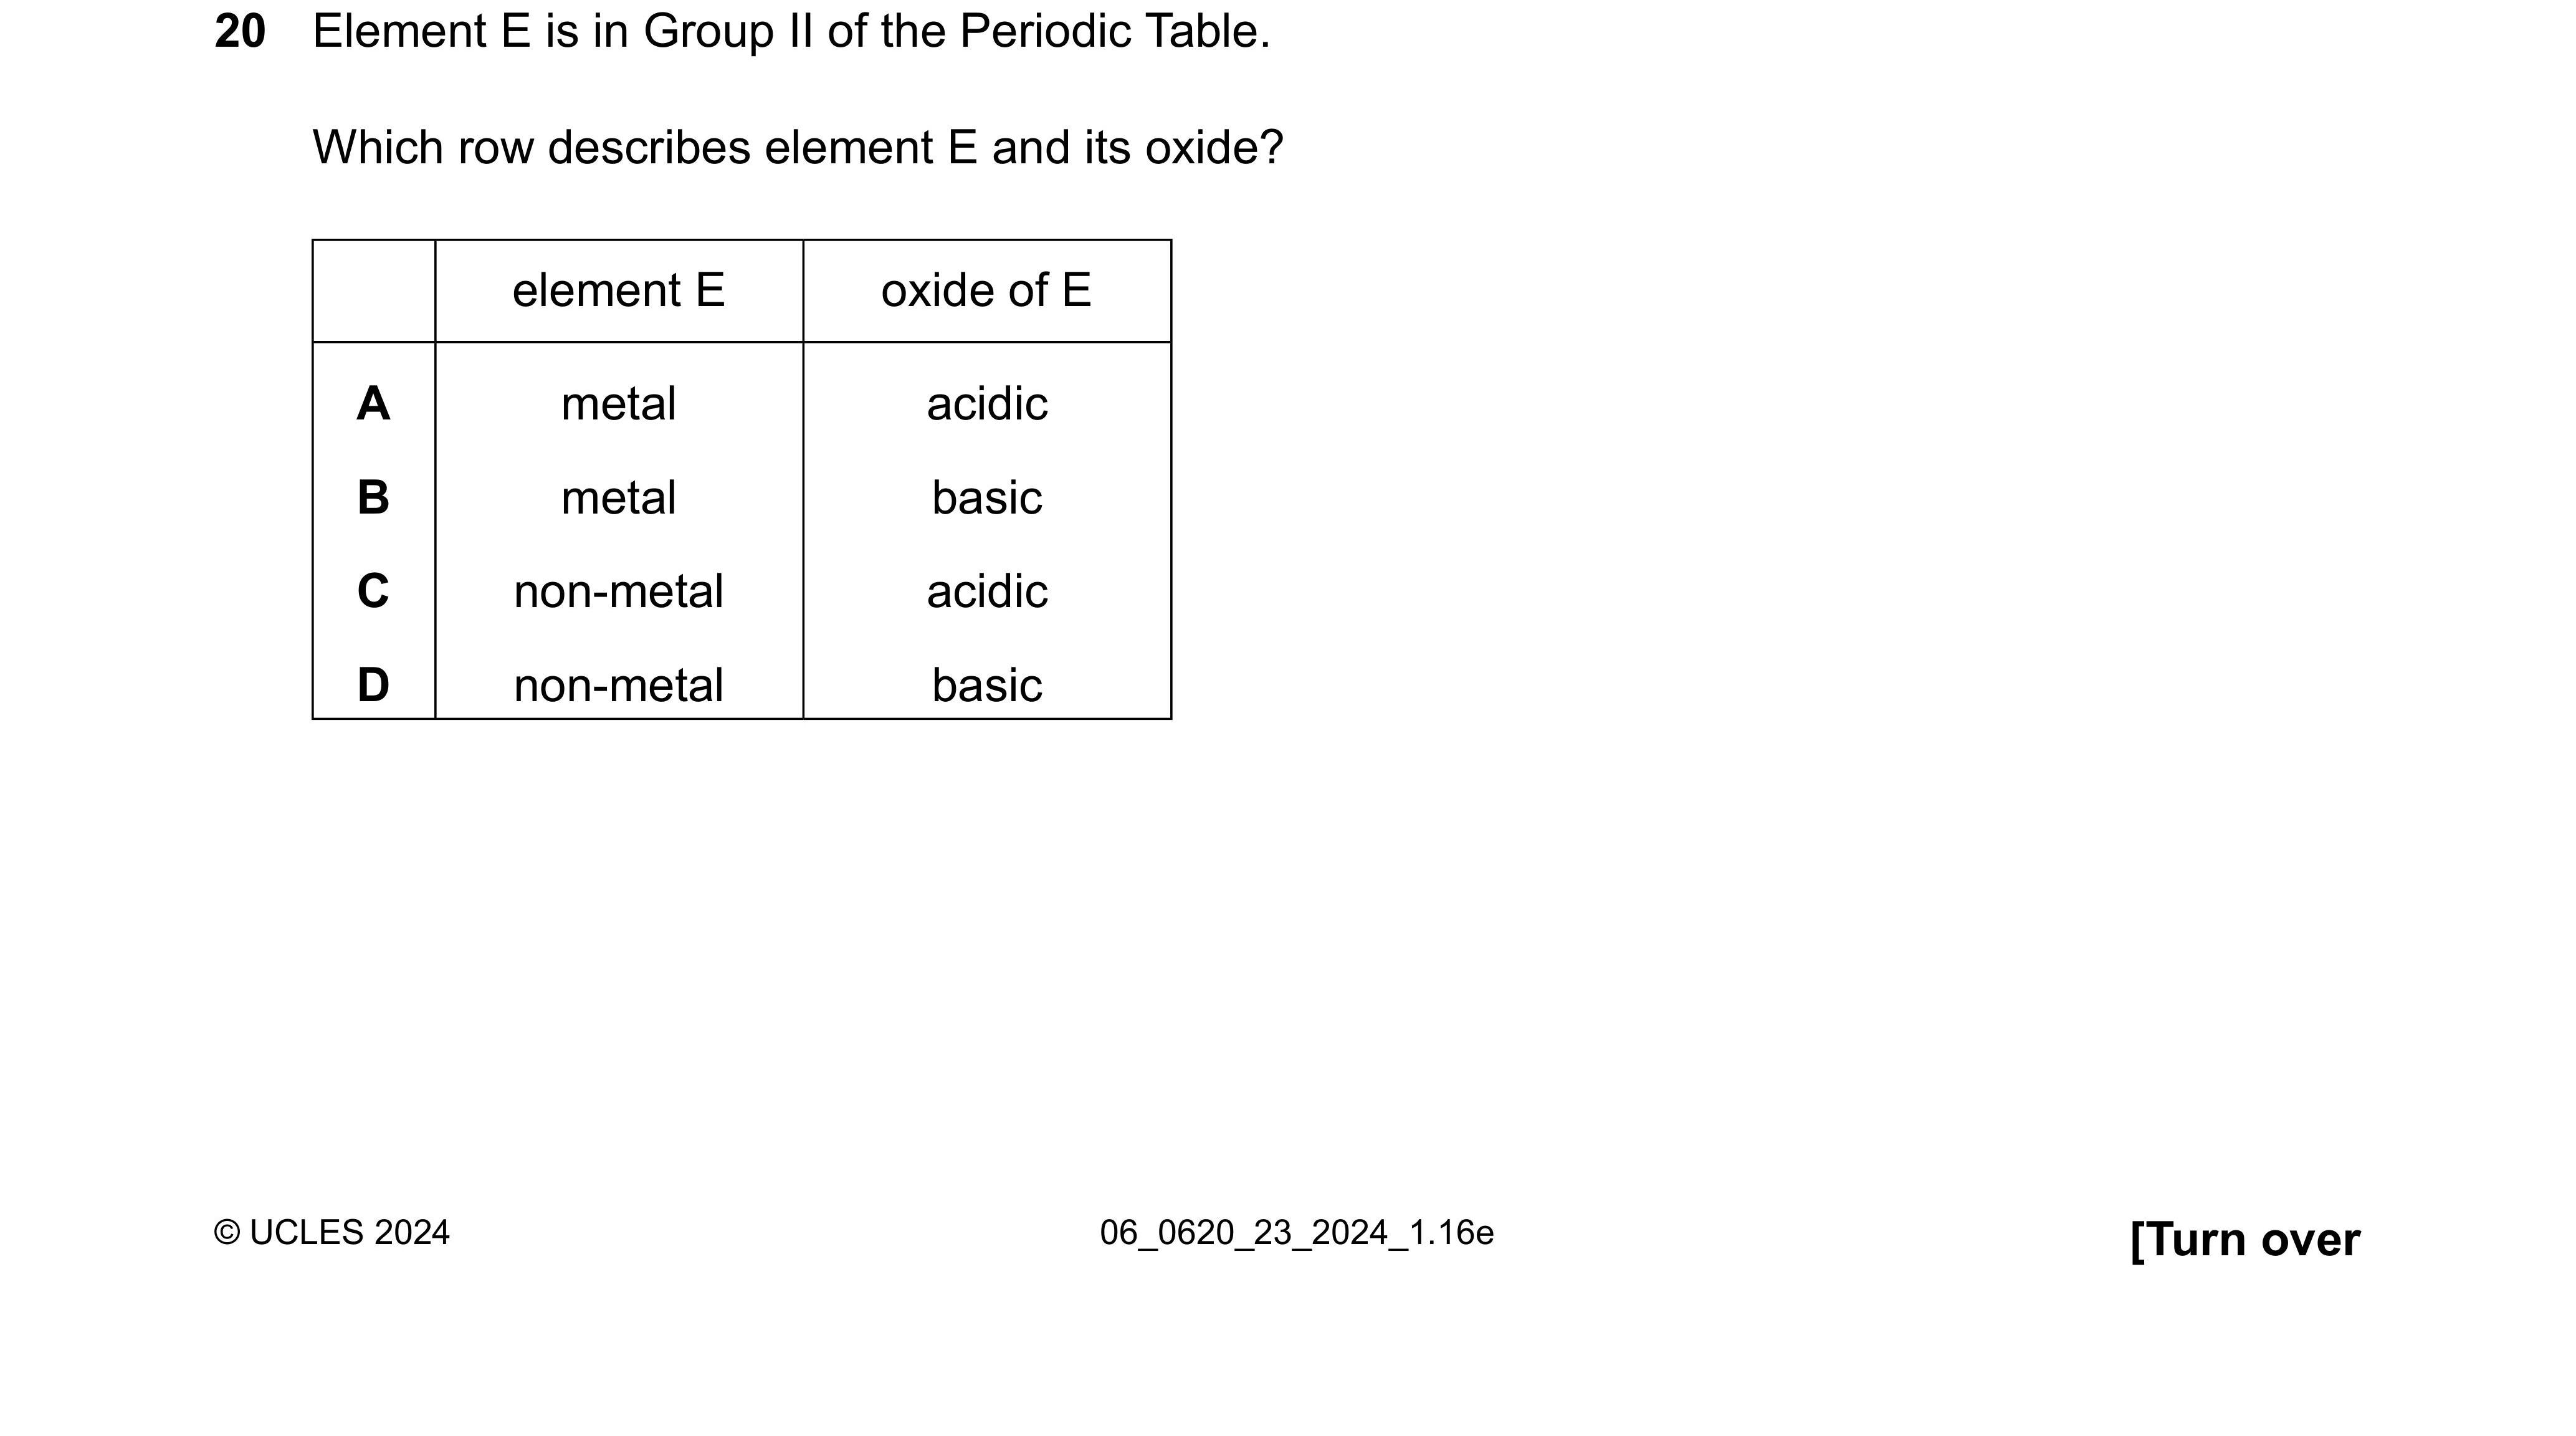 20 Element E is in Group II of the Periodic Table.
Which row describes element E and its oxide?
element E oxide of E
A metal acidic
B metal basic
C non-metal acidic
D non-metal basic
© UCLES 2024 06_0620_23_2024_1.16e [Turn over